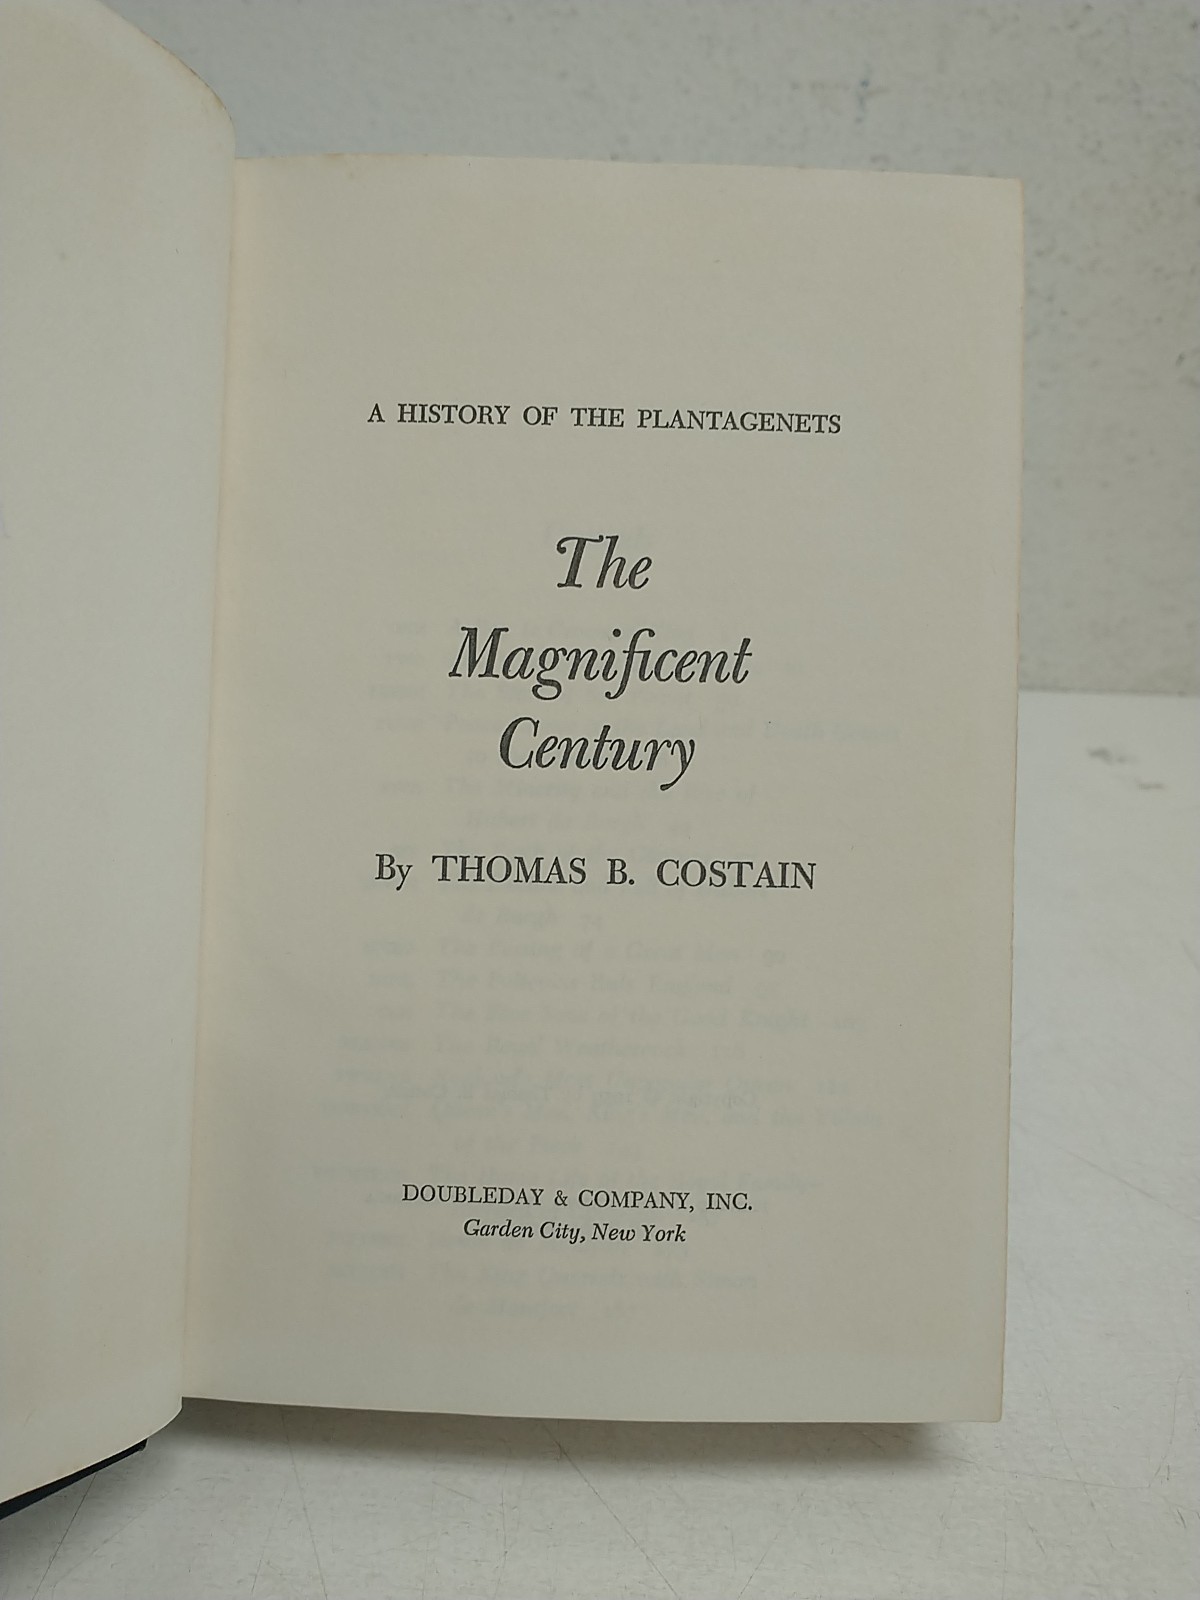 A HISTORY OF THE PLANTAGENETS
The
Magnificent
Century
By THOMAS B. COSTAIN
DOUBLEDAY & COMPANY, INC.
Garden City, New York